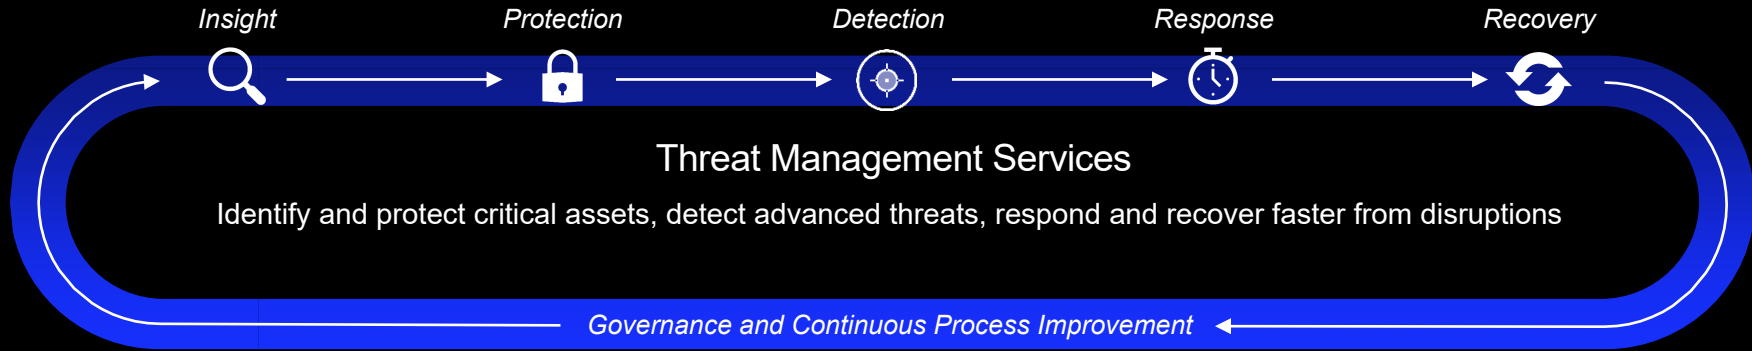 Insight
Protection
Detection
Response
Recovery
Threat Management Services
Identify and protect critical assets, detect advanced threats, respond and recover faster from disruptions
Governance and Continuous Process Improvement